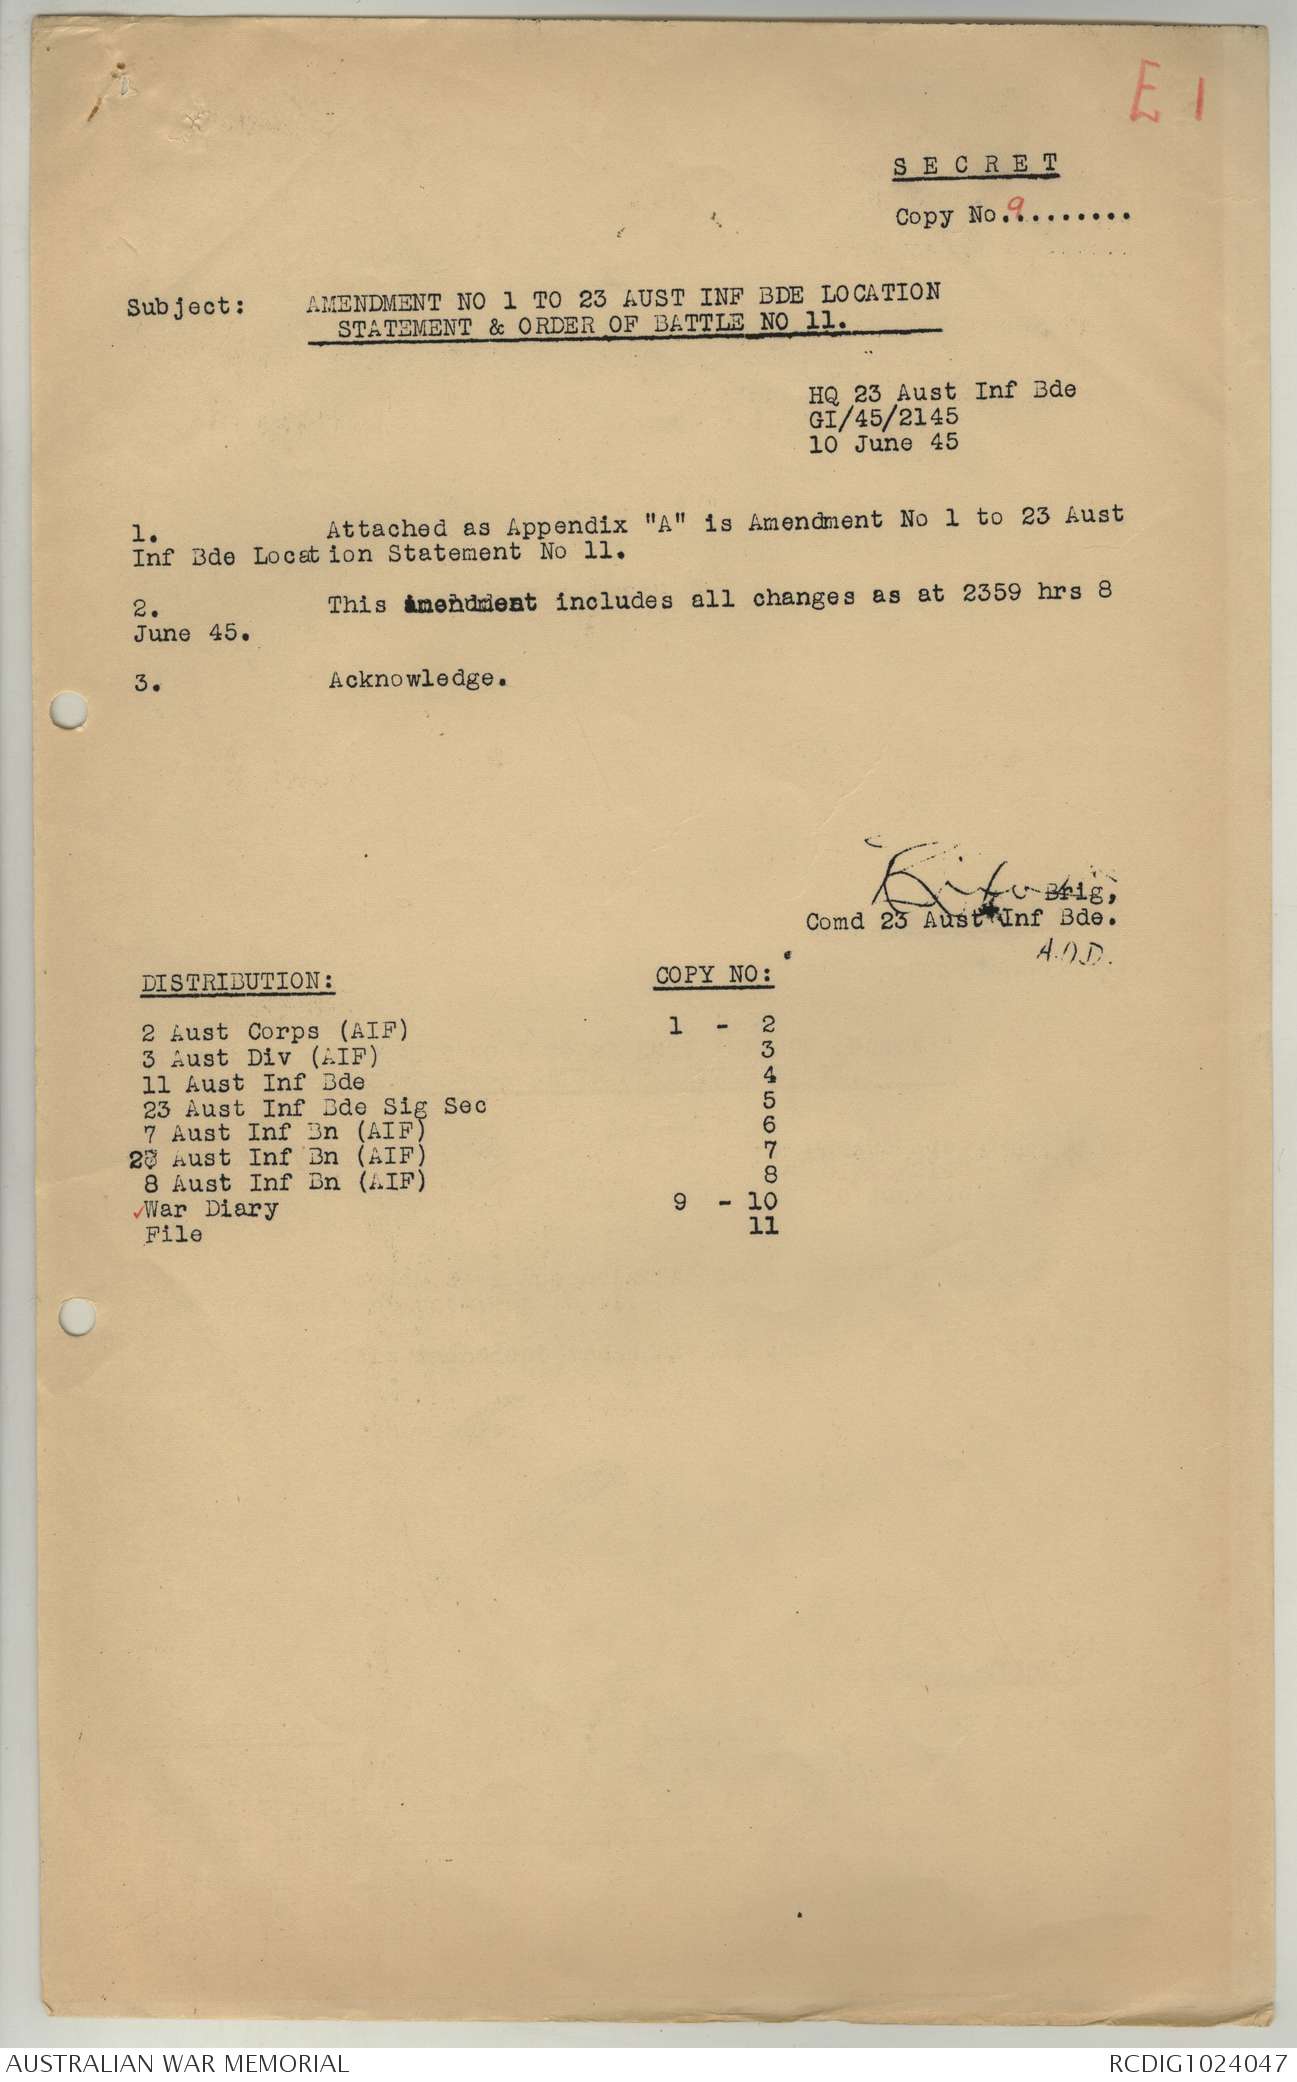 E 1
S E C R E T
Copy No. 9........
Subject: AMENDMENT NO 1 TO 23 AUST INF BDE LOCATION
STATEMENT & ORDER OF BATTLE NO 11.
HQ 23 Aust Inf Bde
GI/45/2145
10 June 45
1. Attached as Appendix "A" is Amendment No 1 to 23 Aust
Inf Bde Location Statement No 11.
2. This amendment includes all changes as at 2359 hrs 8
June 45.
3. Acknowledge.
Brig,
Comd 23 Aust Inf Bde.
DISTRIBUTION: COPY NO:
2 Aust Corps (AIF) 1 - 2
3 Aust Div (AIF) 3
11 Aust Inf Bde 4
23 Aust Inf Bde Sig Sec 5
7 Aust Inf Bn (AIF) 6
Aust Inf Bn (AIF) 7
8 Aust Inf Bn (AIF) 8
✓War Diary 9 - 10
File 11
AUSTRALIAN WAR MEMORIAL RCDIG1024047